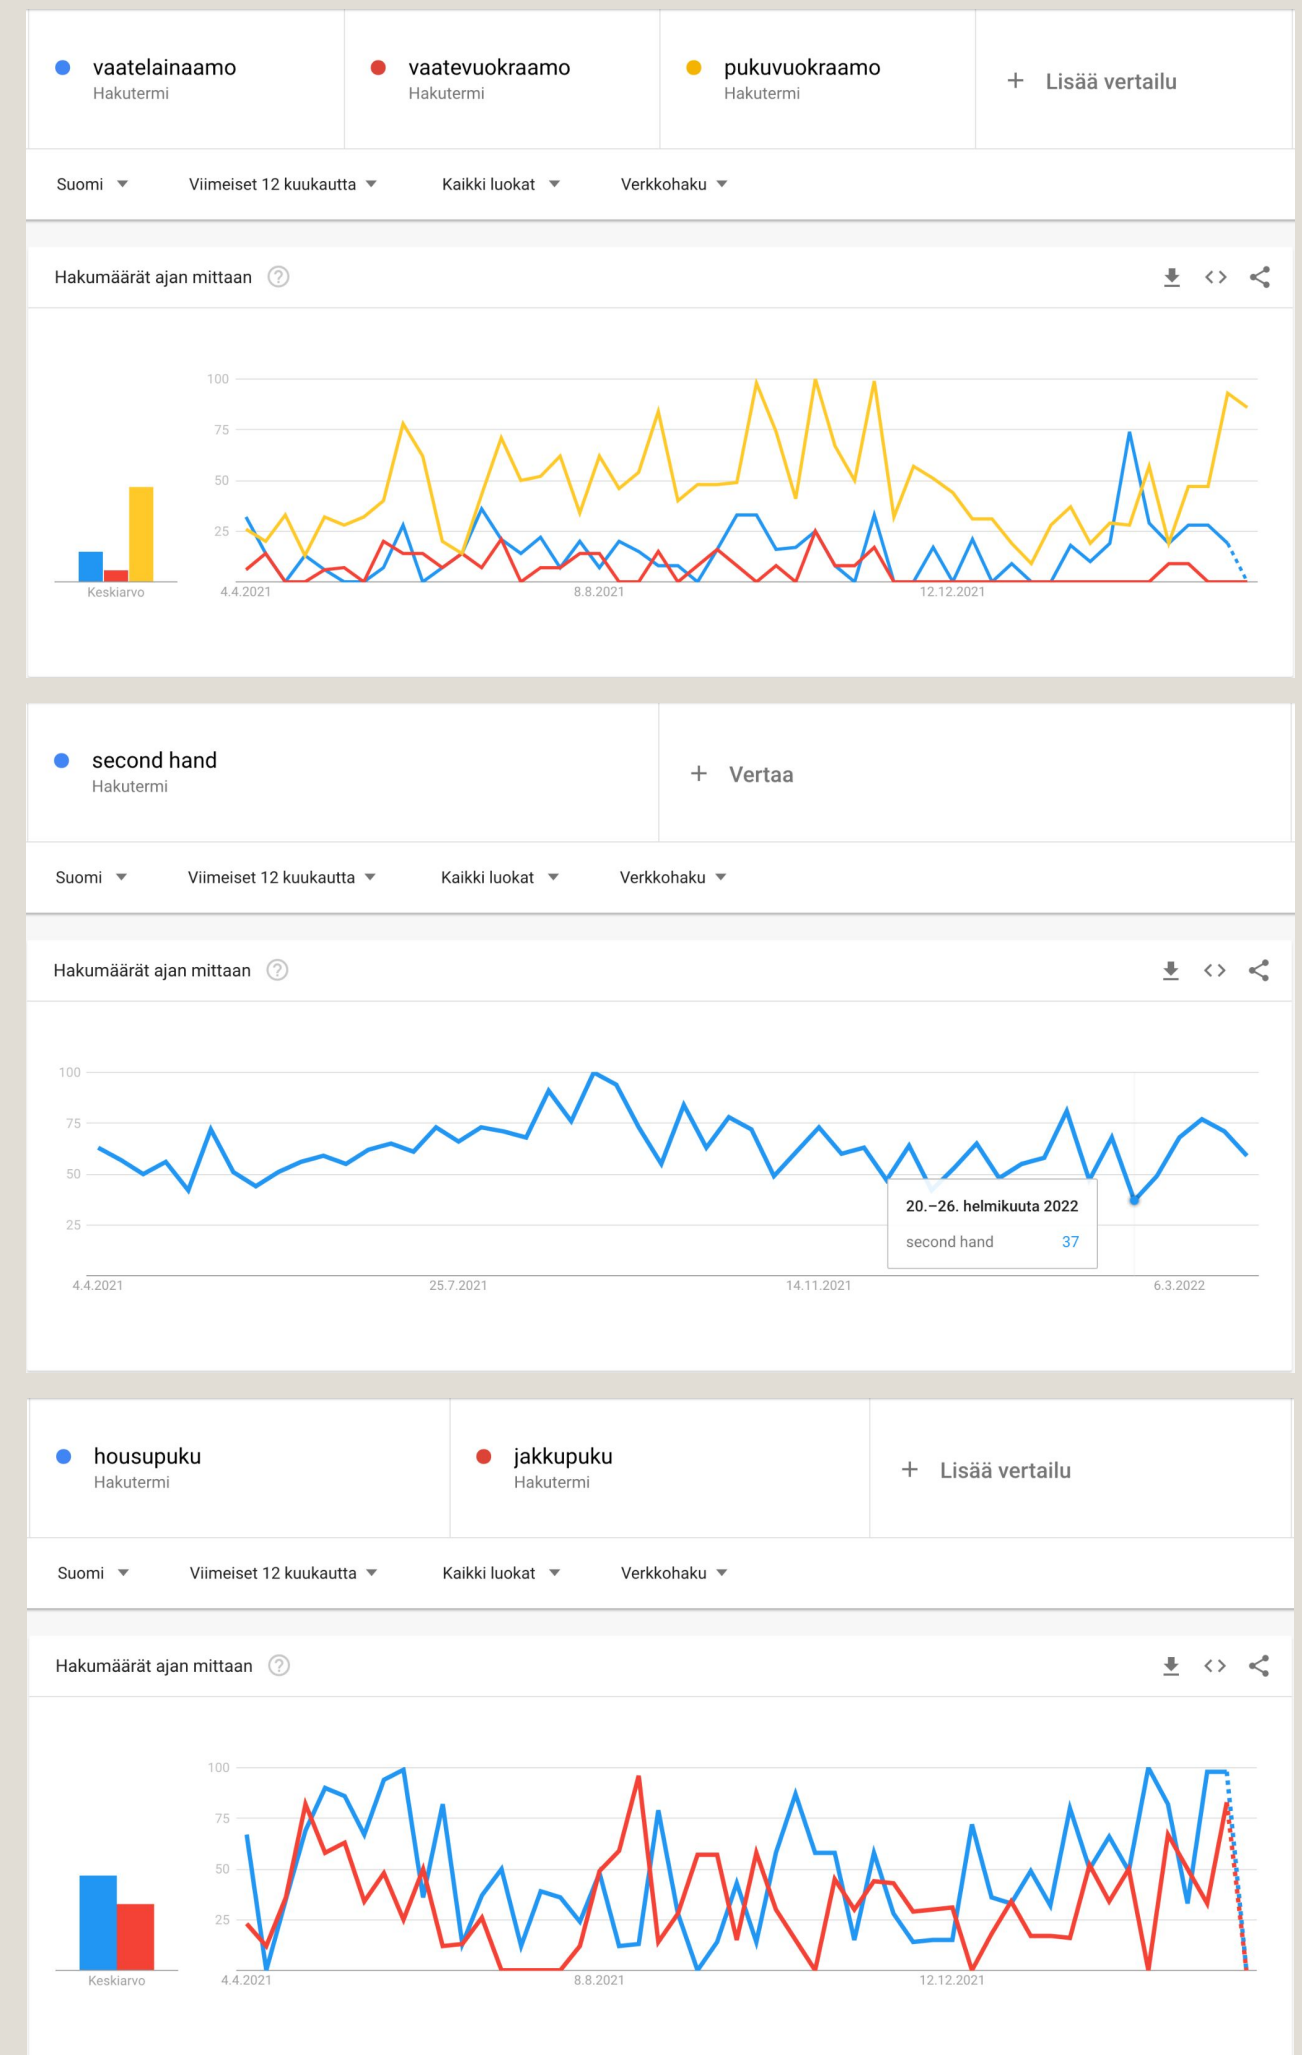 vaatelainaamo
Hakutermi
vaatevuokraamo
Hakutermi
pukuvuokraamo
Hakutermi
+ Lisää vertailu
Suomi
Viimeiset 12 kuukautta
Kaikki luokat
Verkkohaku
Hakumäärät ajan mittaan ?
100
75
50
25
Keskiarvo
4.4.2021
8.8.2021
12.12.2021
second hand
Hakutermi
+ Vertaa
Suomi
Viimeiset 12 kuukautta
Kaikki luokat
Verkkohaku
Hakumäärät ajan mittaan ?
100
75
50
25
20.–26. helmikuuta 2022
second hand 37
4.4.2021
25.7.2021
14.11.2021
6.3.2022
housupuku
Hakutermi
jakkupuku
Hakutermi
+ Lisää vertailu
Suomi
Viimeiset 12 kuukautta
Kaikki luokat
Verkkohaku
Hakumäärät ajan mittaan ?
100
75
50
25
Keskiarvo
4.4.2021
8.8.2021
12.12.2021